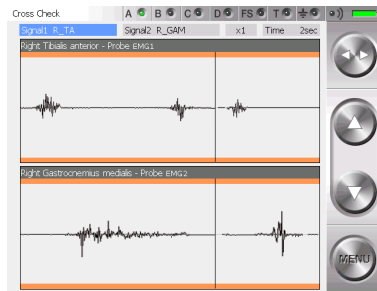 Cross Check A B C D FS T
Signal1 R_TA Signal2 R_GAM x1 Time 2sec
Right Tibialis anterior - Probe EMG1
Right Gastrocnemius medialis - Probe EMG2
MENU